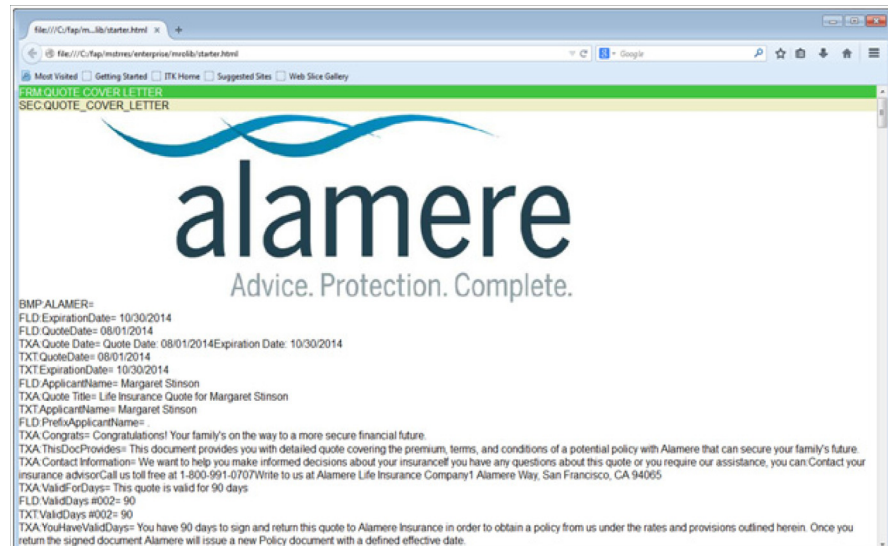 file:///C:/fap/m...lib/starter.html
file:///C:/fap/mstrres/enterprise/mrolib/starter.html
Google
Most Visited Getting Started ITK Home Suggested Sites Web Slice Gallery
FRM:QUOTE COVER LETTER
SEC:QUOTE_COVER_LETTER
alamere
Advice. Protection. Complete.
BMP:ALAMER=
FLD:ExpirationDate= 10/30/2014
FLD:QuoteDate= 08/01/2014
TXA:Quote Date= Quote Date: 08/01/2014Expiration Date: 10/30/2014
TXT:QuoteDate= 08/01/2014
TXT:ExpirationDate= 10/30/2014
FLD:ApplicantName= Margaret Stinson
TXA:Quote Title= Life Insurance Quote for Margaret Stinson
TXT:ApplicantName= Margaret Stinson
FLD:PrefixApplicantName= .
TXA:Congrats= Congratulations! Your family's on the way to a more secure financial future.
TXA:ThisDocProvides= This document provides you with detailed quote covering the premium, terms, and conditions of a potential policy with Alamere that can secure your family's future.
TXA:Contact Information= We want to help you make informed decisions about your insuranceIf you have any questions about this quote or you require our assistance, you can:Contact your
insurance advisorCall us toll free at 1-800-991-0707Write to us at Alamere Life Insurance Company1 Alamere Way, San Francisco, CA 94065
TXA:ValidForDays= This quote is valid for 90 days
FLD:ValidDays #002= 90
TXT:ValidDays #002= 90
TXA:YouHaveValidDays= You have 90 days to sign and return this quote to Alamere Insurance in order to obtain a policy from us under the rates and provisions outlined herein. Once you
return the signed document Alamere will issue a new Policy document with a defined effective date.